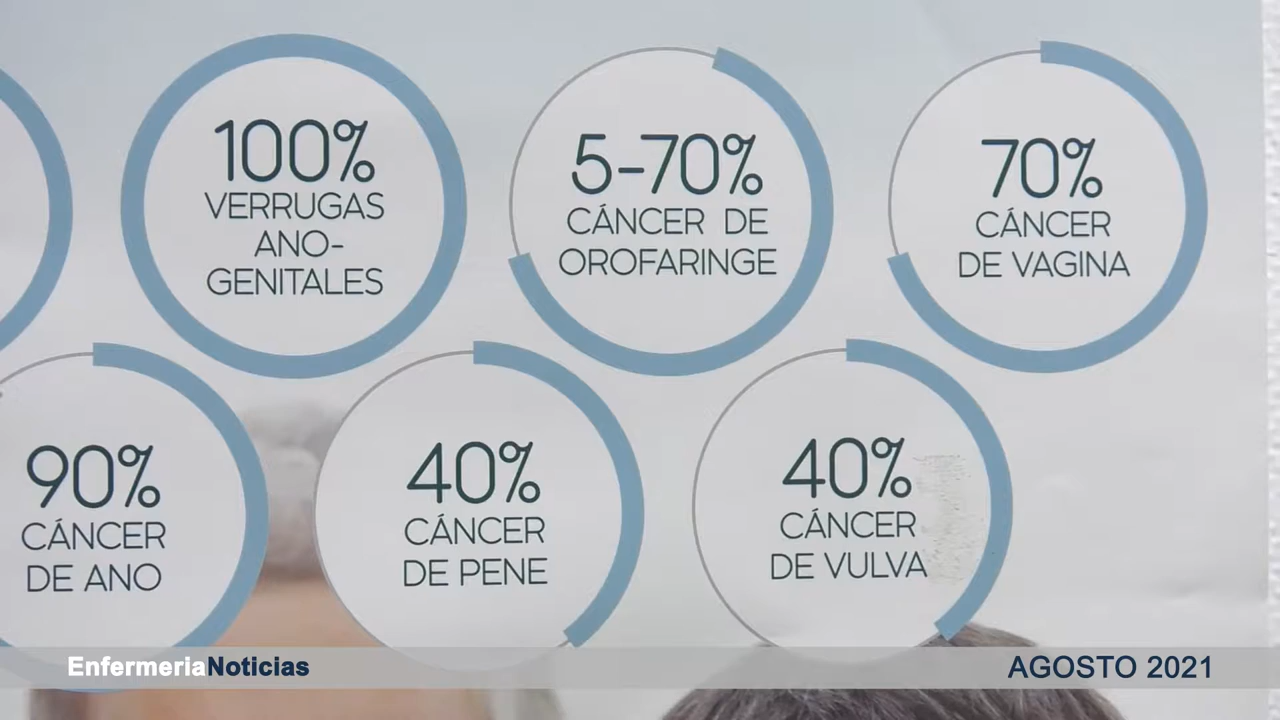 100%
VERRUGAS
ANO-
GENITALES
5-70%
CÁNCER DE
OROFARINGE
70%
CÁNCER
DE VAGINA
90%
CÁNCER
DE ANO
40%
CÁNCER
DE PENE
40%
CÁNCER
DE VULVA
EnfermeriaNoticias
AGOSTO 2021